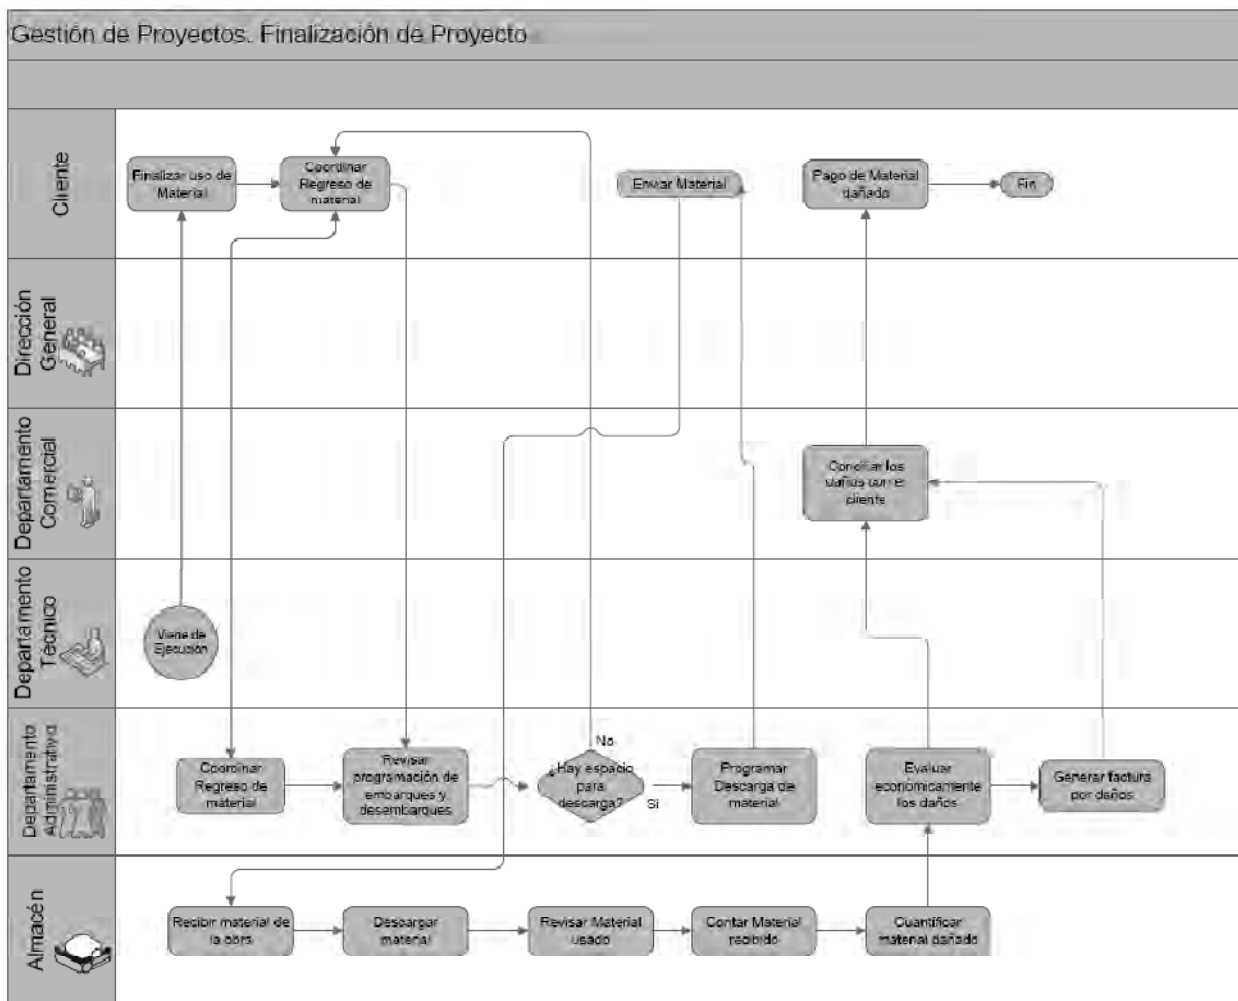 Gestión de Proyectos. Finalización de Proyecto
Cliente
Finalizar uso de
Material
Coordinar
Regreso de
material
Enviar Material
Pago de Material
dañado
Fin
Dirección
General
Departamento
Comercial
Conciliar los
daños con el
cliente
Departamento
Técnico
Viene de
Ejecución
Departamento
Administrativo
Coordinar
Regreso de
material
Revisar
programación de
embarques y
desembarques
No
¿Hay espacio
para
descarga?
Si
Programar
Descarga de
material
Evaluar
económicamente
los daños
Generar factura
por daños
Almacén
Recibir material de
la obra
Descargar
material
Revisar Material
usado
Contar Material
recibido
Cuantificar
material dañado